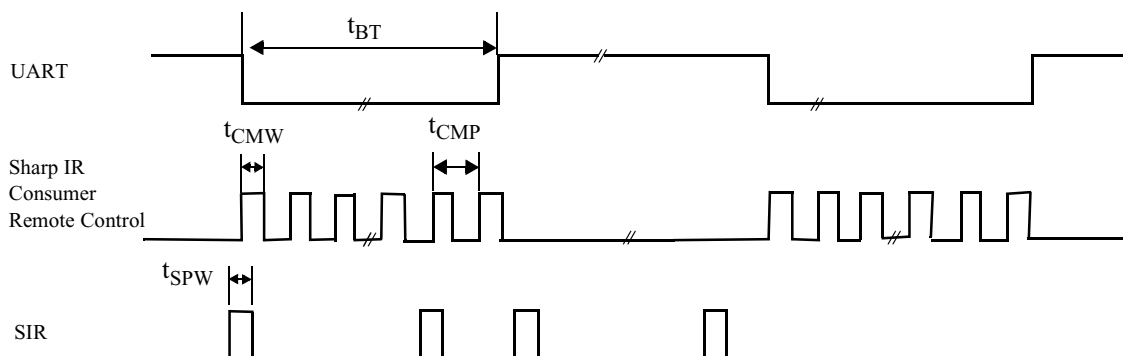 tBT
UART
tCMW
tCMP
Sharp IR
Consumer
Remote Control
tSPW
SIR